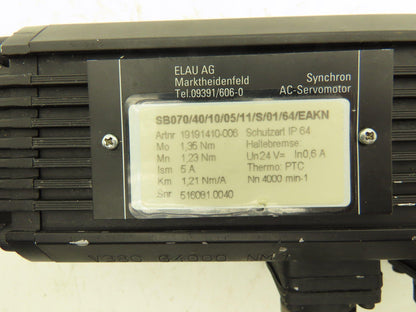 ELAU AG
Marktheidenfeld
Tel.09391/606-0
Synchron
AC-Servomotor
SB070/40/10/05/11/S/01/64/EAKN
Artnr 19191410-006 Schutzart IP 64
Mo 1,35 Nm Haltebremse:
Mn 1,23 Nm Un24 V= In0,6 A
Ism 5 A Thermo: PTC
Km 1,21 Nm/A Nn 4000 min-1
Snr 516081.0040